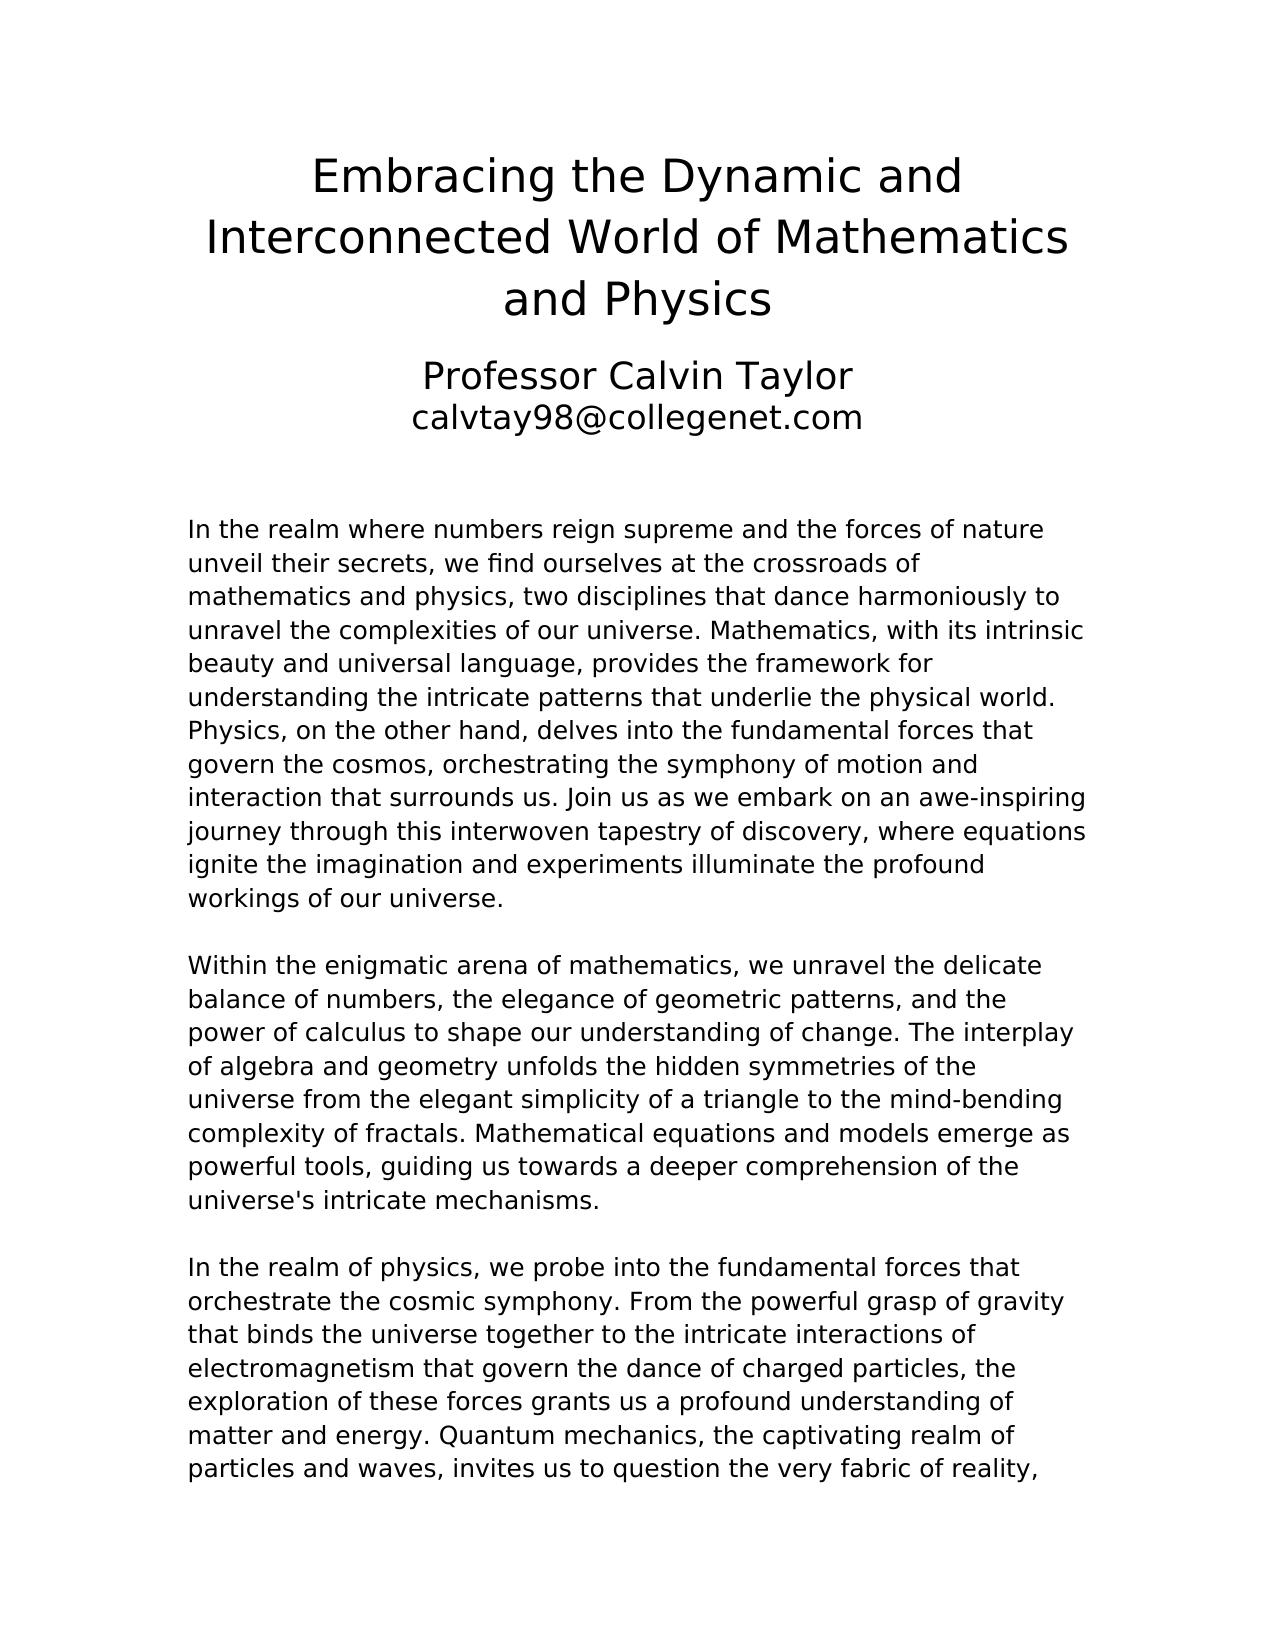 Embracing the Dynamic and
Interconnected World of Mathematics
and Physics
Professor Calvin Taylor
calvtay98@collegenet.com
In the realm where numbers reign supreme and the forces of nature
unveil their secrets, we find ourselves at the crossroads of
mathematics and physics, two disciplines that dance harmoniously to
unravel the complexities of our universe. Mathematics, with its intrinsic
beauty and universal language, provides the framework for
understanding the intricate patterns that underlie the physical world.
Physics, on the other hand, delves into the fundamental forces that
govern the cosmos, orchestrating the symphony of motion and
interaction that surrounds us. Join us as we embark on an awe-inspiring
journey through this interwoven tapestry of discovery, where equations
ignite the imagination and experiments illuminate the profound
workings of our universe.
Within the enigmatic arena of mathematics, we unravel the delicate
balance of numbers, the elegance of geometric patterns, and the
power of calculus to shape our understanding of change. The interplay
of algebra and geometry unfolds the hidden symmetries of the
universe from the elegant simplicity of a triangle to the mind-bending
complexity of fractals. Mathematical equations and models emerge as
powerful tools, guiding us towards a deeper comprehension of the
universe's intricate mechanisms.
In the realm of physics, we probe into the fundamental forces that
orchestrate the cosmic symphony. From the powerful grasp of gravity
that binds the universe together to the intricate interactions of
electromagnetism that govern the dance of charged particles, the
exploration of these forces grants us a profound understanding of
matter and energy. Quantum mechanics, the captivating realm of
particles and waves, invites us to question the very fabric of reality,